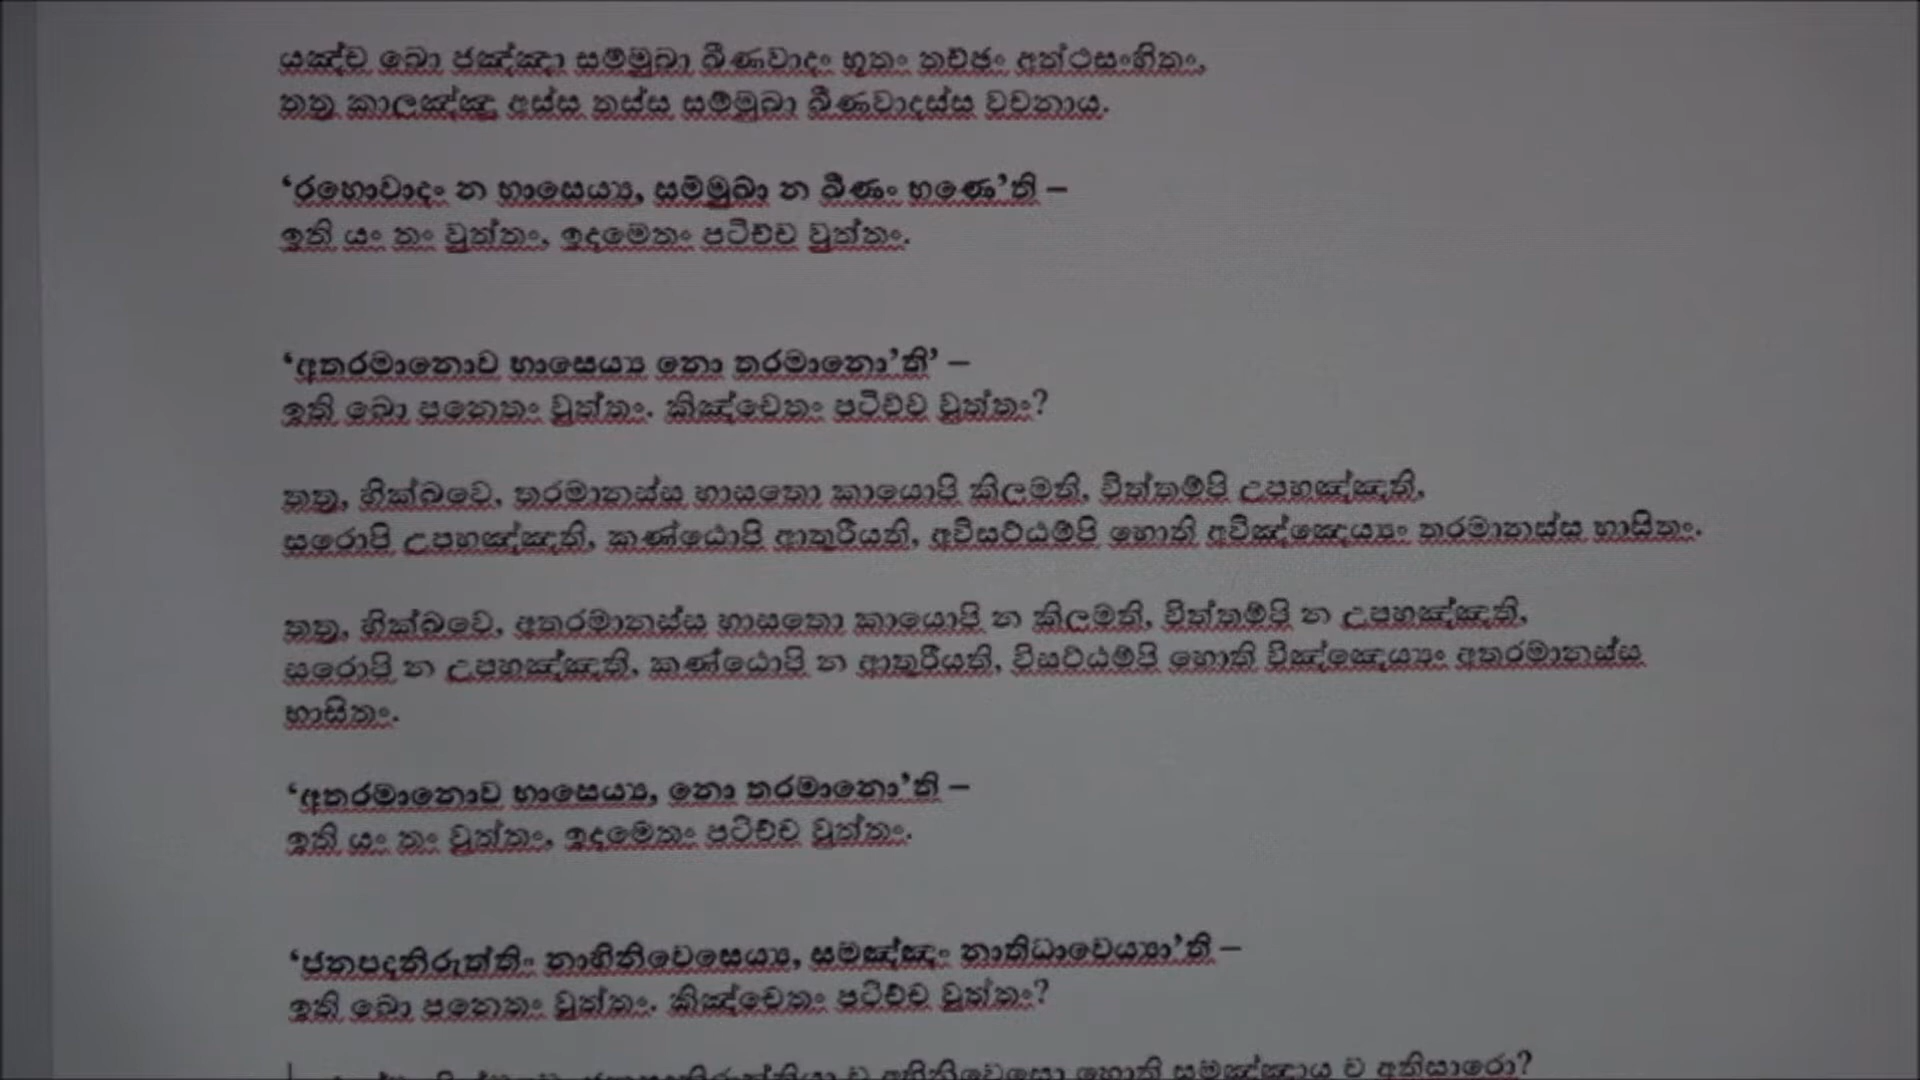 යඤ්ච ඛො ජඤ්ඤා සම්මුඛා ඛීණවාදං භූතං තච්ඡං අත්ථසංහිතං,
තත්‍ර කාලඤ්ඤූ අස්ස තස්ස සම්මුඛා ඛීණවාදස්ස වචනාය.
‘රහොවාදං න භාසෙය්‍ය, සම්මුඛා න ඛීණං භණෙ’ති –
ඉති යං තං වුත්තං, ඉදමෙතං පටිච්ච වුත්තං.
‘අතරමානොව භාසෙය්‍ය නො තරමානො’ති’ –
ඉති ඛො පනෙතං වුත්තං. කිඤ්චෙතං පටිච්ච වුත්තං?
තත්‍ර, භික්ඛවෙ, තරමානස්ස භාසතො කායොපි කිලමති, චිත්තම්පි උපහඤ්ඤති,
සරොපි උපහඤ්ඤති, කණ්ඨොපි ආතුරීයති, අවිසට්ඨම්පි හොති අවිඤ්ඤෙය්‍යං තරමානස්ස භාසිතං.
තත්‍ර, භික්ඛවෙ, අතරමානස්ස භාසතො කායොපි න කිලමති, චිත්තම්පි න උපහඤ්ඤති,
සරොපි න උපහඤ්ඤති, කණ්ඨොපි න ආතුරීයති, විසට්ඨම්පි හොති විඤ්ඤෙය්‍යං අතරමානස්ස
භාසිතං.
‘අතරමානොව භාසෙය්‍ය, නො තරමානො’ති –
ඉති යං තං වුත්තං, ඉදමෙතං පටිච්ච වුත්තං.
‘ජනපදනිරුත්තිං නාභිනිවෙසෙය්‍ය, සමඤ්ඤං නාතිධාවෙය්‍යා’ති –
ඉති ඛො පනෙතං වුත්තං. කිඤ්චෙතං පටිච්ච වුත්තං?
ජනපදනිරුත්තියා ච අභිනිවෙසො හොති සමඤ්ඤාය ච අතිසාරො?